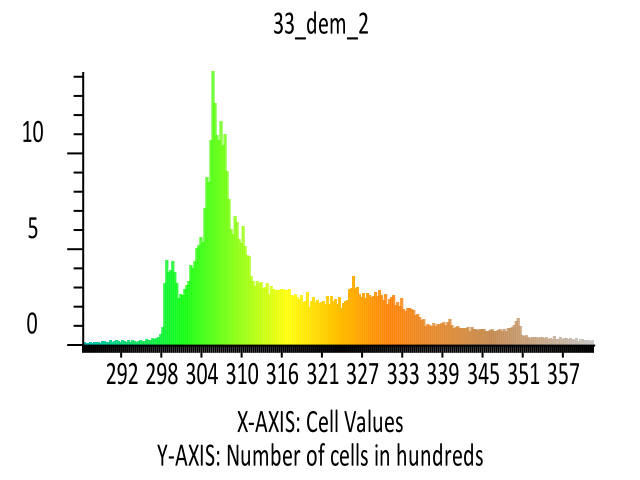 33_dem_2
10
5
0
292 298 304 310 316 321 327 333 339 345 351 357
X-AXIS: Cell Values
Y-AXIS: Number of cells in hundreds